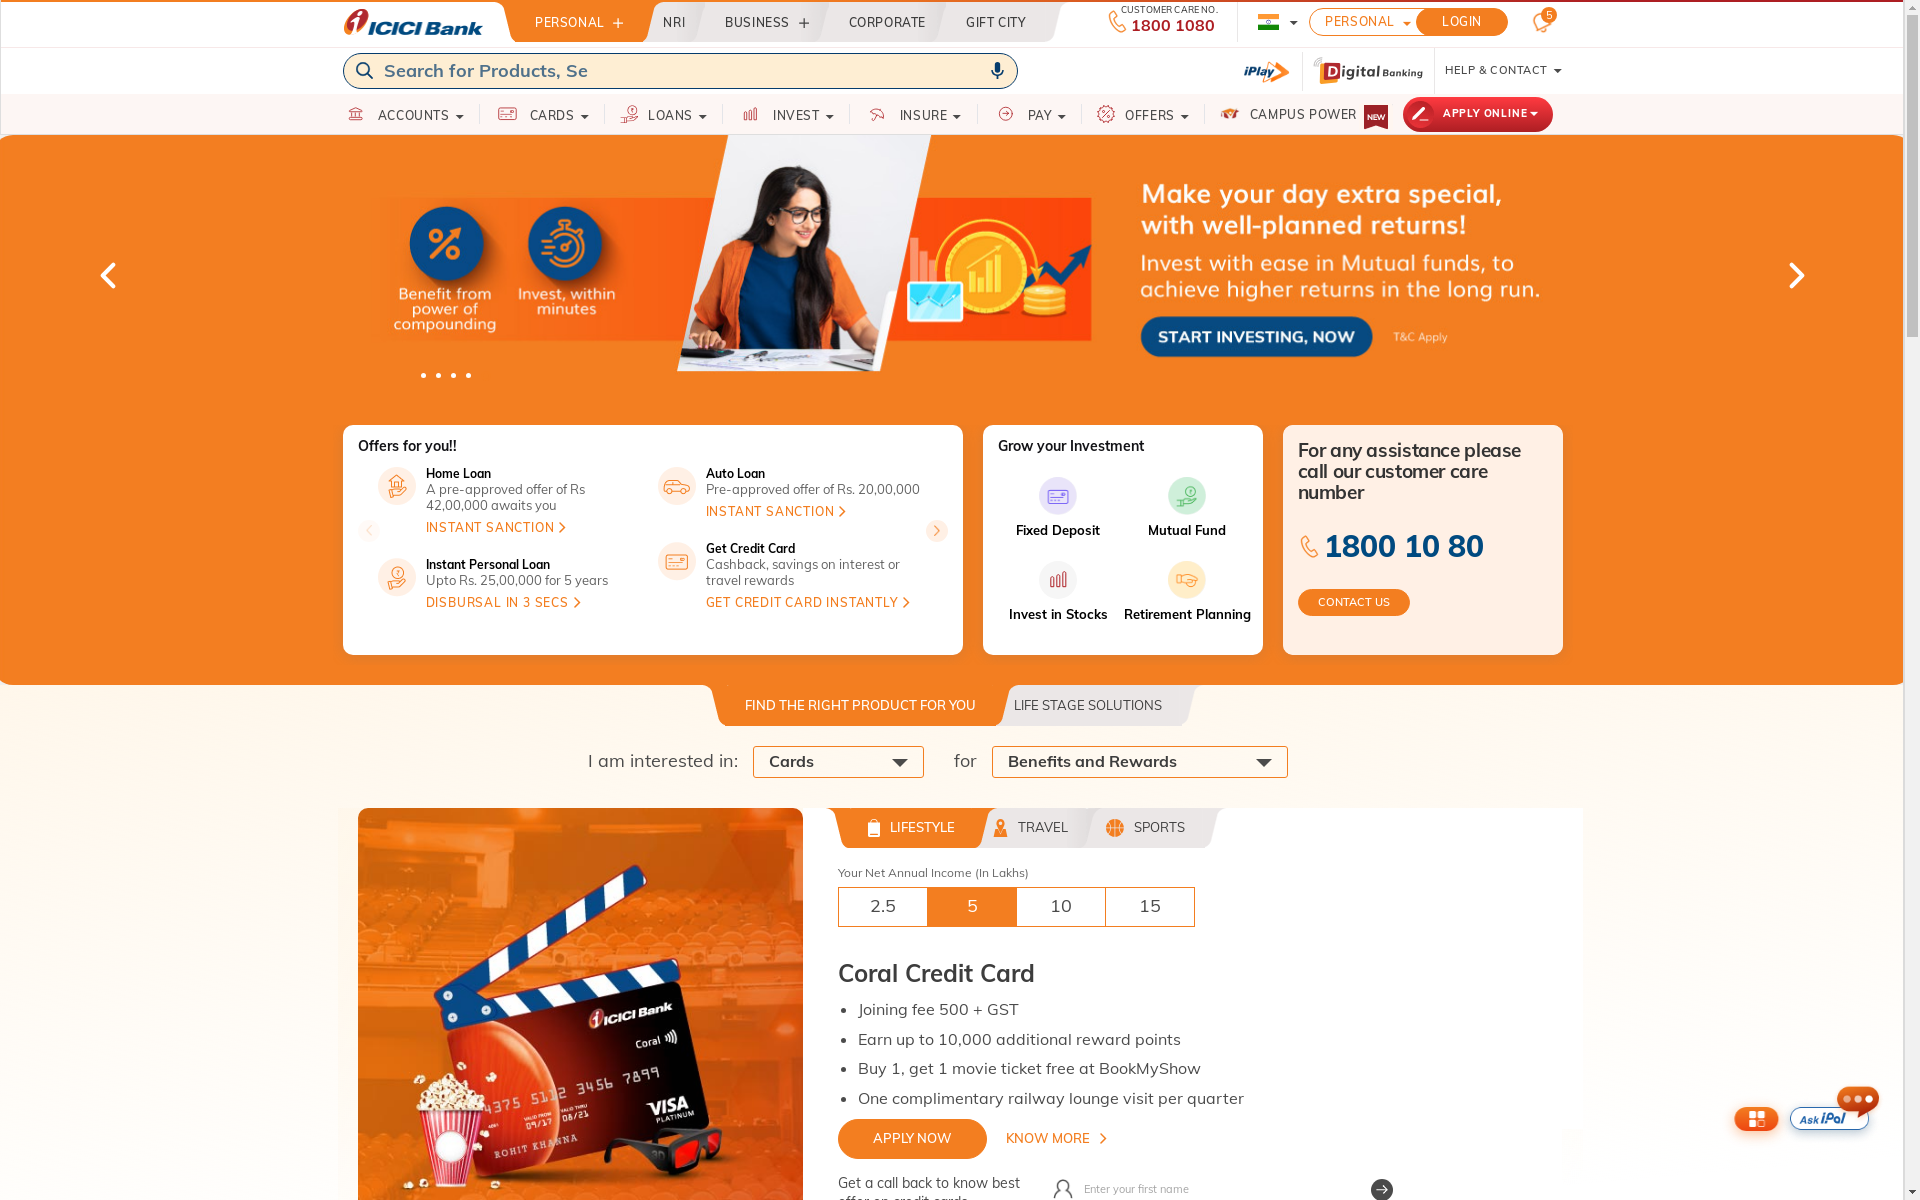 ICICI Bank
PERSONAL
NRI
BUSINESS
CORPORATE
GIFT CITY
CUSTOMER CARE NO.
1800 1080
PERSONAL
LOGIN
5
Search for Products, Se
iPlay
Digital Banking
HELP & CONTACT
ACCOUNTS
CARDS
LOANS
INVEST
INSURE
PAY
OFFERS
CAMPUS POWER
NEW
APPLY ONLINE
Benefit from
power of
compounding
Invest, within
minutes
Make your day extra special,
with well-planned returns!
Invest with ease in Mutual funds, to
achieve higher returns in the long run.
START INVESTING, NOW
T&C Apply
Offers for you!!
Home Loan
A pre-approved offer of Rs
42,00,000 awaits you
INSTANT SANCTION
Instant Personal Loan
Upto Rs. 25,00,000 for 5 years
DISBURSAL IN 3 SECS
Auto Loan
Pre-approved offer of Rs. 20,00,000
INSTANT SANCTION
Get Credit Card
Cashback, savings on interest or
travel rewards
GET CREDIT CARD INSTANTLY
Grow your Investment
Fixed Deposit
Mutual Fund
Invest in Stocks
Retirement Planning
For any assistance please
call our customer care
number
1800 10 80
CONTACT US
FIND THE RIGHT PRODUCT FOR YOU
LIFE STAGE SOLUTIONS
I am interested in:
Cards
for
Benefits and Rewards
ICICI Bank
Coral
4375 5112 3456 7899
VALID FROM
09/17
VALID THRU
08/21
VISA
PLATINUM
ROHIT KHANNA
3D
LIFESTYLE
TRAVEL
SPORTS
Your Net Annual Income (In Lakhs)
2.5
5
10
15
Coral Credit Card
Joining fee 500 + GST
Earn up to 10,000 additional reward points
Buy 1, get 1 movie ticket free at BookMyShow
One complimentary railway lounge visit per quarter
APPLY NOW
KNOW MORE
Get a call back to know best
Enter your first name
Ask iPal